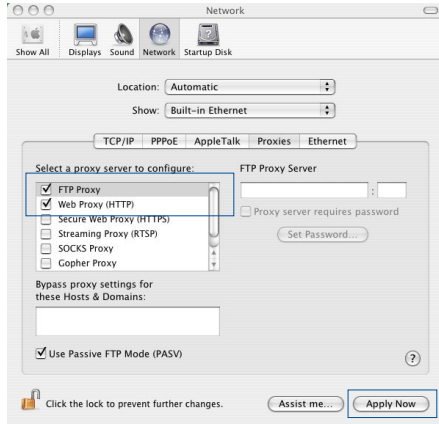 Network
Show All Displays Sound Network Startup Disk
Location: Automatic
Show: Built-in Ethernet
TCP/IP PPPoE AppleTalk Proxies Ethernet
Select a proxy server to configure: FTP Proxy Server
FTP Proxy
:
Web Proxy (HTTP)
Proxy server requires password
Secure Web Proxy (HTTPS)
Streaming Proxy (RTSP)
Set Password...
SOCKS Proxy
Gopher Proxy
Bypass proxy settings for
these Hosts & Domains:
Use Passive FTP Mode (PASV)
?
Click the lock to prevent further changes.
Assist me... Apply Now